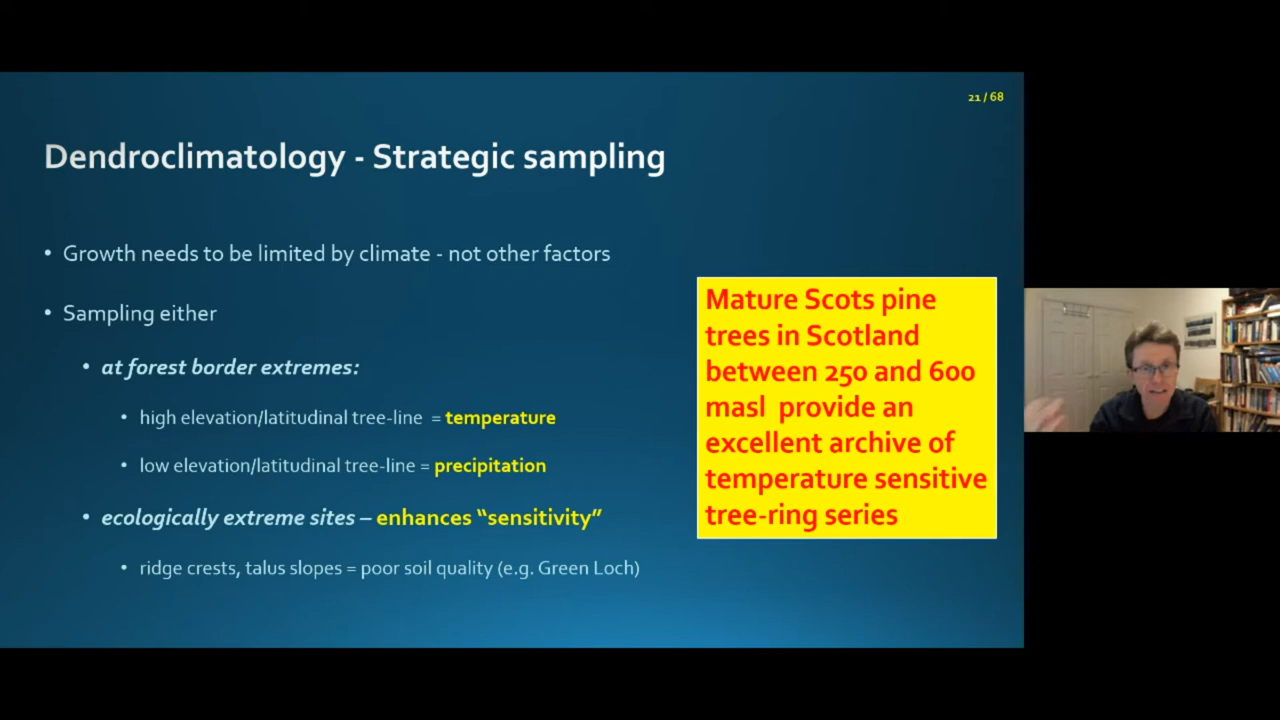 21 / 68
Dendroclimatology - Strategic sampling
• Growth needs to be limited by climate - not other factors
• Sampling either
• at forest border extremes:
• high elevation/latitudinal tree-line = temperature
• low elevation/latitudinal tree-line = precipitation
• ecologically extreme sites – enhances “sensitivity”
• ridge crests, talus slopes = poor soil quality (e.g. Green Loch)
Mature Scots pine
trees in Scotland
between 250 and 600
masl provide an
excellent archive of
temperature sensitive
tree-ring series